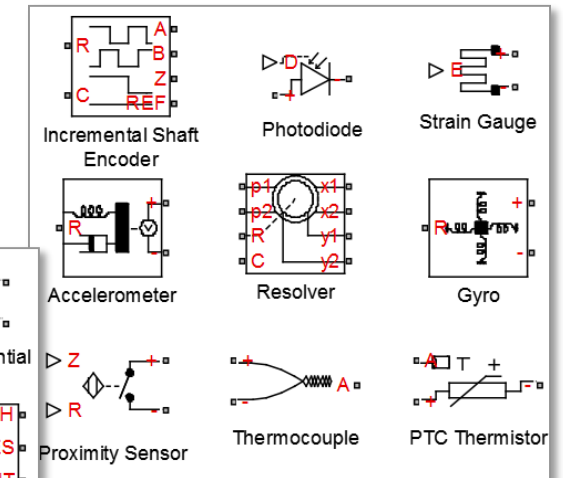 R
C
A
B
Z
REF
Incremental Shaft
Encoder
D
+
-
Photodiode
E
+
-
Strain Gauge
R
V
+
-
Accelerometer
p1
p2
R
C
x1
x2
y1
y2
Resolver
R
+
-
Gyro
ntial
H
S
Z
R
+
-
Proximity Sensor
+
-
A
Thermocouple
A
T
+
+
-
PTC Thermistor